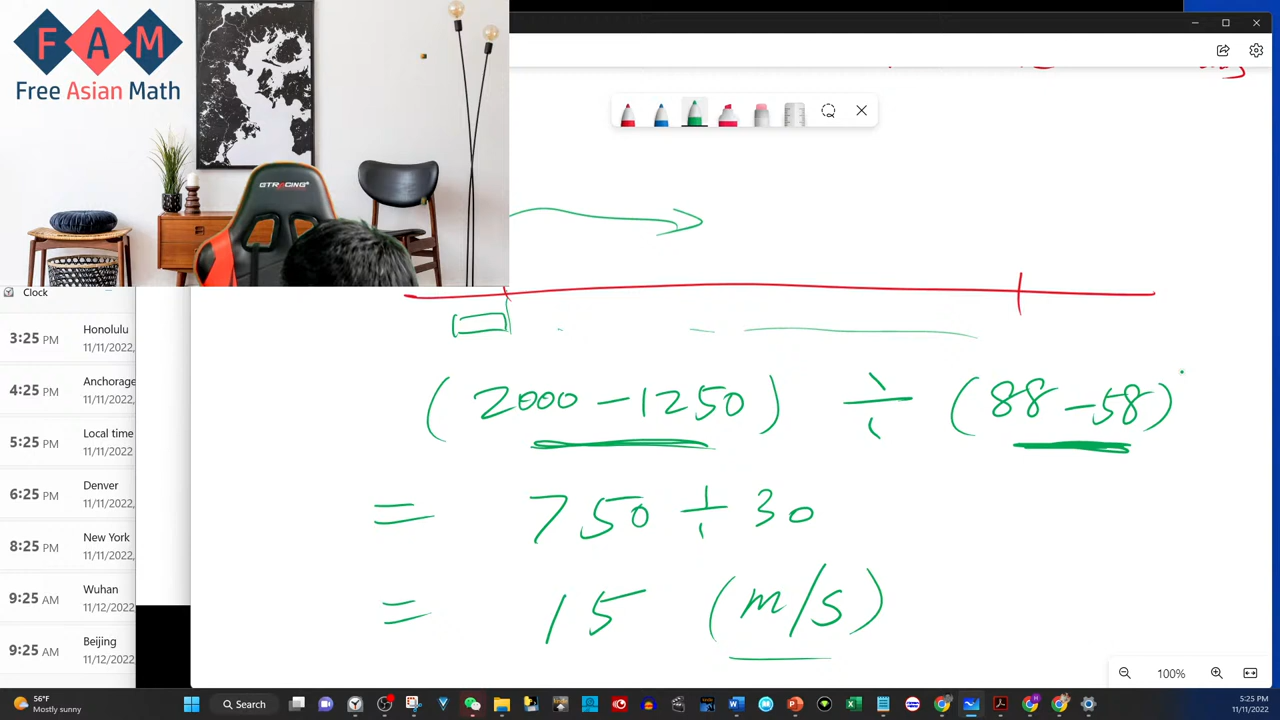 FAM
Free Asian Math
GTRACING
Clock
3:25 PM Honolulu 11/11/2022,
4:25 PM Anchorage 11/11/2022,
5:25 PM Local time 11/11/2022,
6:25 PM Denver 11/11/2022,
8:25 PM New York 11/11/2022,
9:25 AM Wuhan 11/12/2022
9:25 AM Beijing 11/12/2022
(2000 - 1250) ÷ (88 - 58)
= 750 ÷ 30
= 15 (m/s)
100%
56°F
Mostly sunny
Search
5:25 PM
11/11/2022